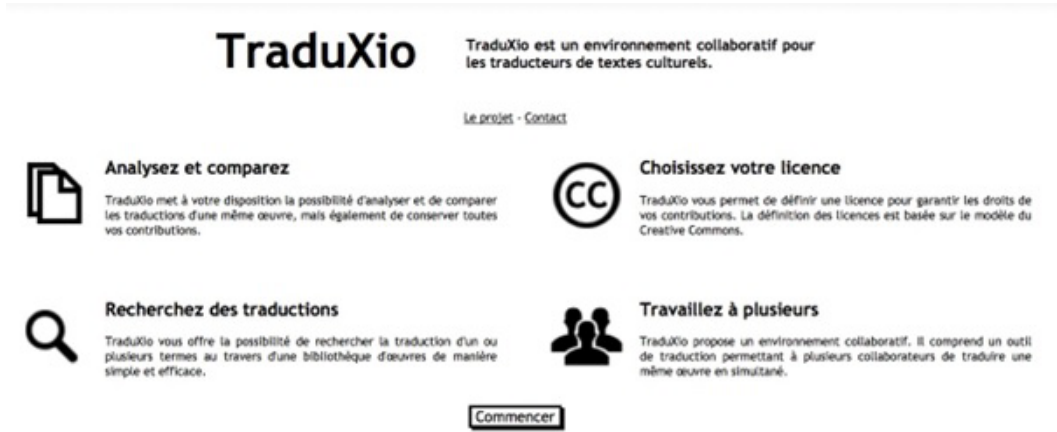 TraduXio
TraduXio est un environnement collaboratif pour
les traducteurs de textes culturels.
Le projet - Contact
Analysez et comparez
TraduXio met à votre disposition la possibilité d'analyser et de comparer
les traductions d'une même œuvre, mais également de conserver toutes
vos contributions.
CC
Choisissez votre licence
TraduXio vous permet de définir une licence pour garantir les droits de
vos contributions. La définition des licences est basée sur le modèle du
Creative Commons.
Recherchez des traductions
TraduXio vous offre la possibilité de rechercher la traduction d'un ou
plusieurs termes au travers d'une bibliothèque d'œuvres de manière
simple et efficace.
Travaillez à plusieurs
TraduXio propose un environnement collaboratif. Il comprend un outil
de traduction permettant à plusieurs collaborateurs de traduire une
même œuvre en simultané.
Commencer